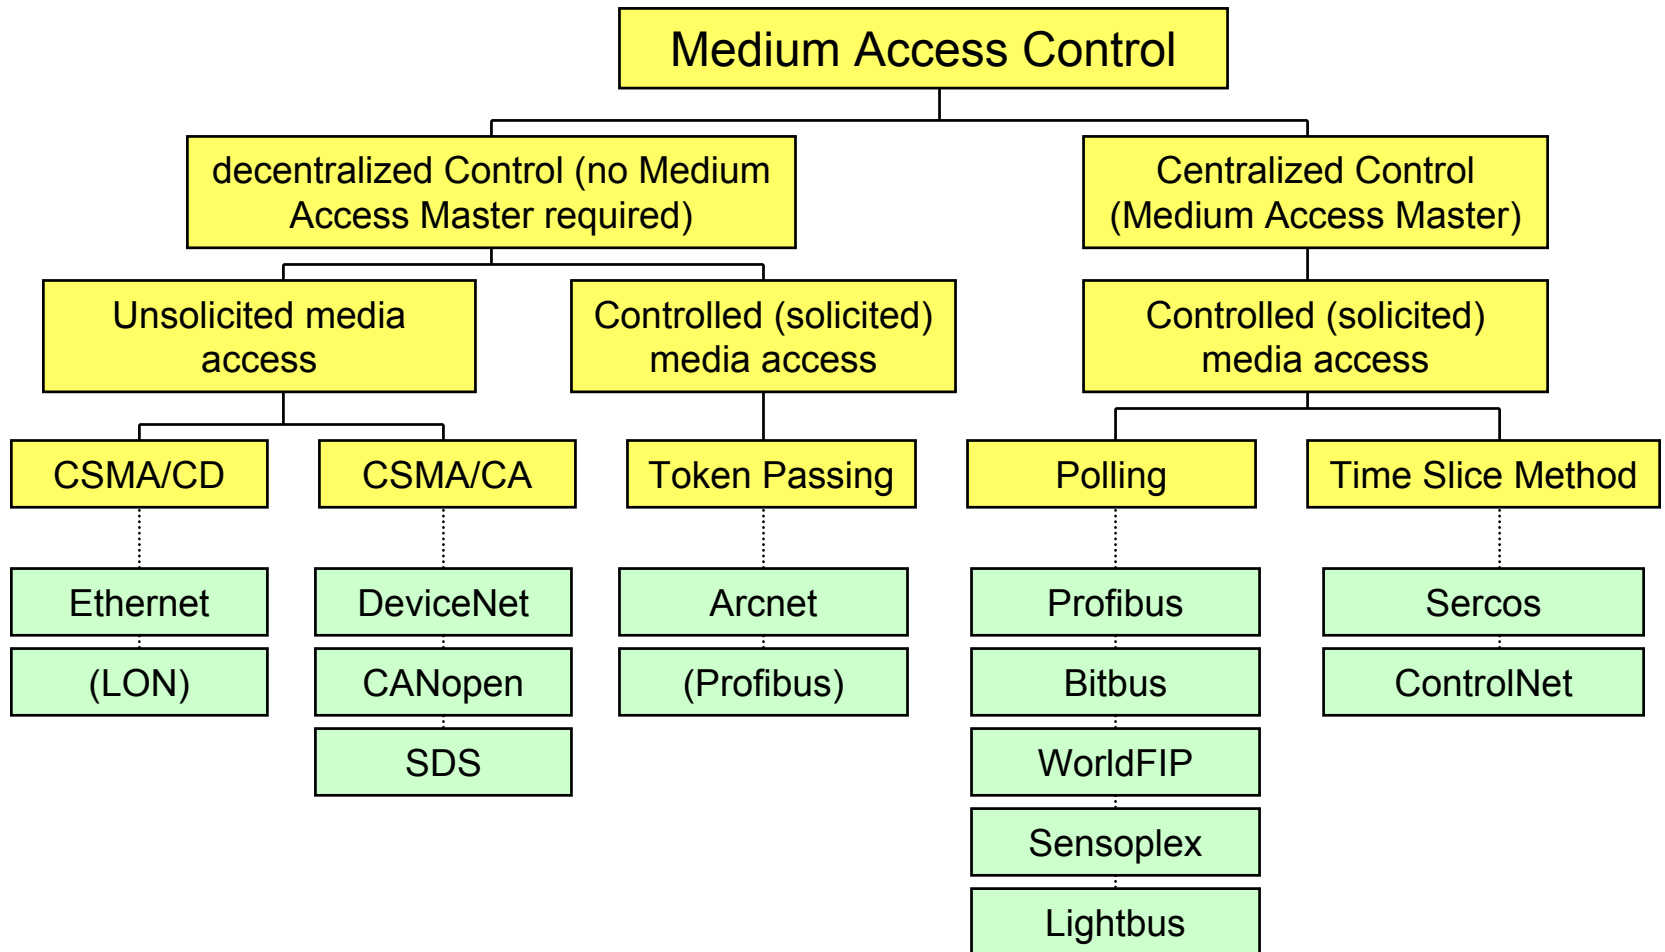 Medium Access Control
decentralized Control (no Medium
Access Master required)
Centralized Control
(Medium Access Master)
Unsolicited media
access
Controlled (solicited)
media access
Controlled (solicited)
media access
CSMA/CD
CSMA/CA
Token Passing
Polling
Time Slice Method
Ethernet
DeviceNet
Arcnet
Profibus
Sercos
(LON)
CANopen
(Profibus)
Bitbus
ControlNet
SDS
WorldFIP
Sensoplex
Lightbus